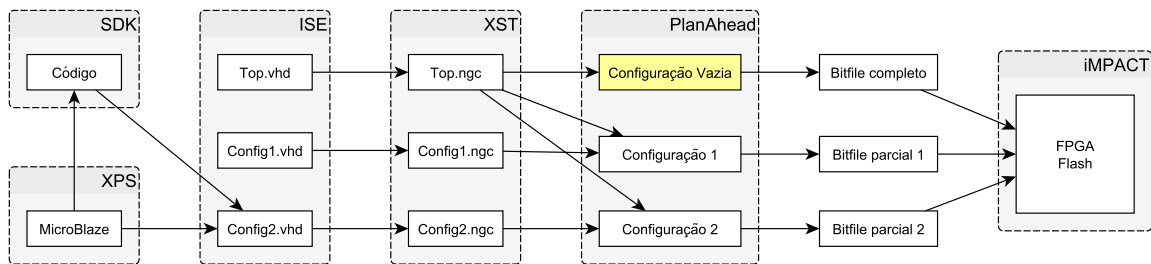 SDK
ISE
XST
PlanAhead
Código
Top.vhd
Top.ngc
Configuração Vazia
Bitfile completo
iMPACT
Config1.vhd
Config1.ngc
Configuração 1
Bitfile parcial 1
FPGA
Flash
XPS
MicroBlaze
Config2.vhd
Config2.ngc
Configuração 2
Bitfile parcial 2